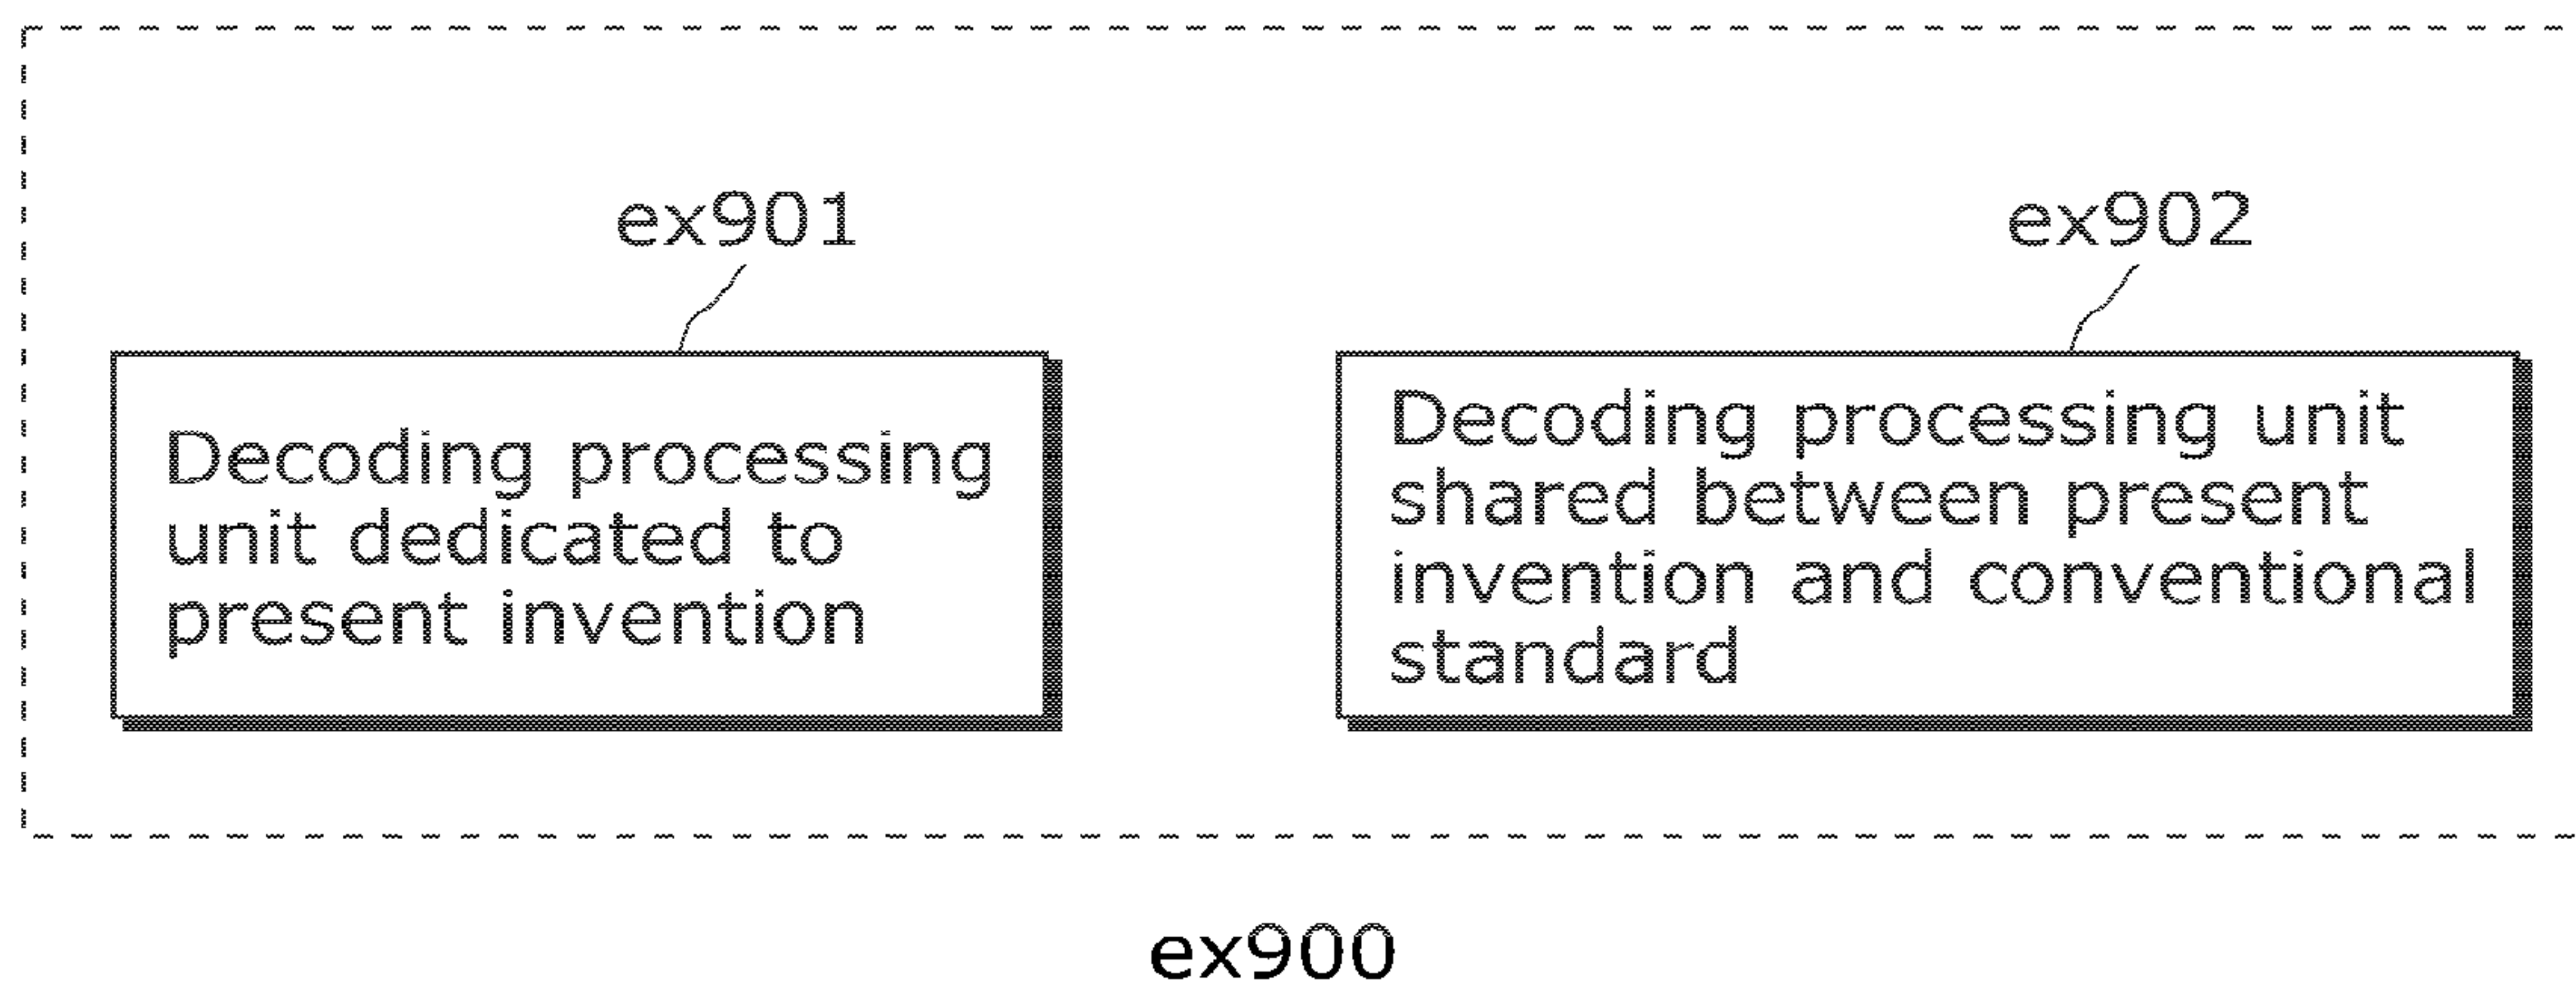 ex901
ex902
Decoding processing
unit dedicated to
present invention
Decoding processing unit
shared between present
invention and conventional
standard
ex900